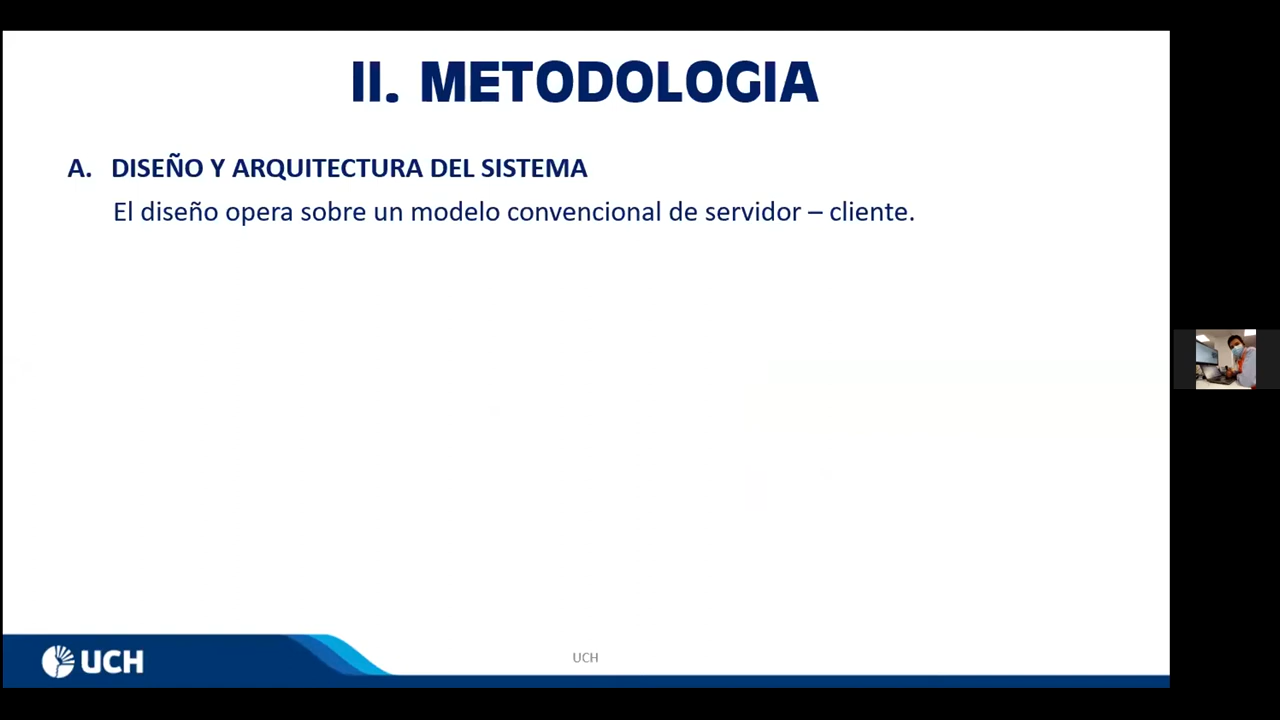 II. METODOLOGIA
A. DISEÑO Y ARQUITECTURA DEL SISTEMA
El diseño opera sobre un modelo convencional de servidor – cliente.
UCH
UCH